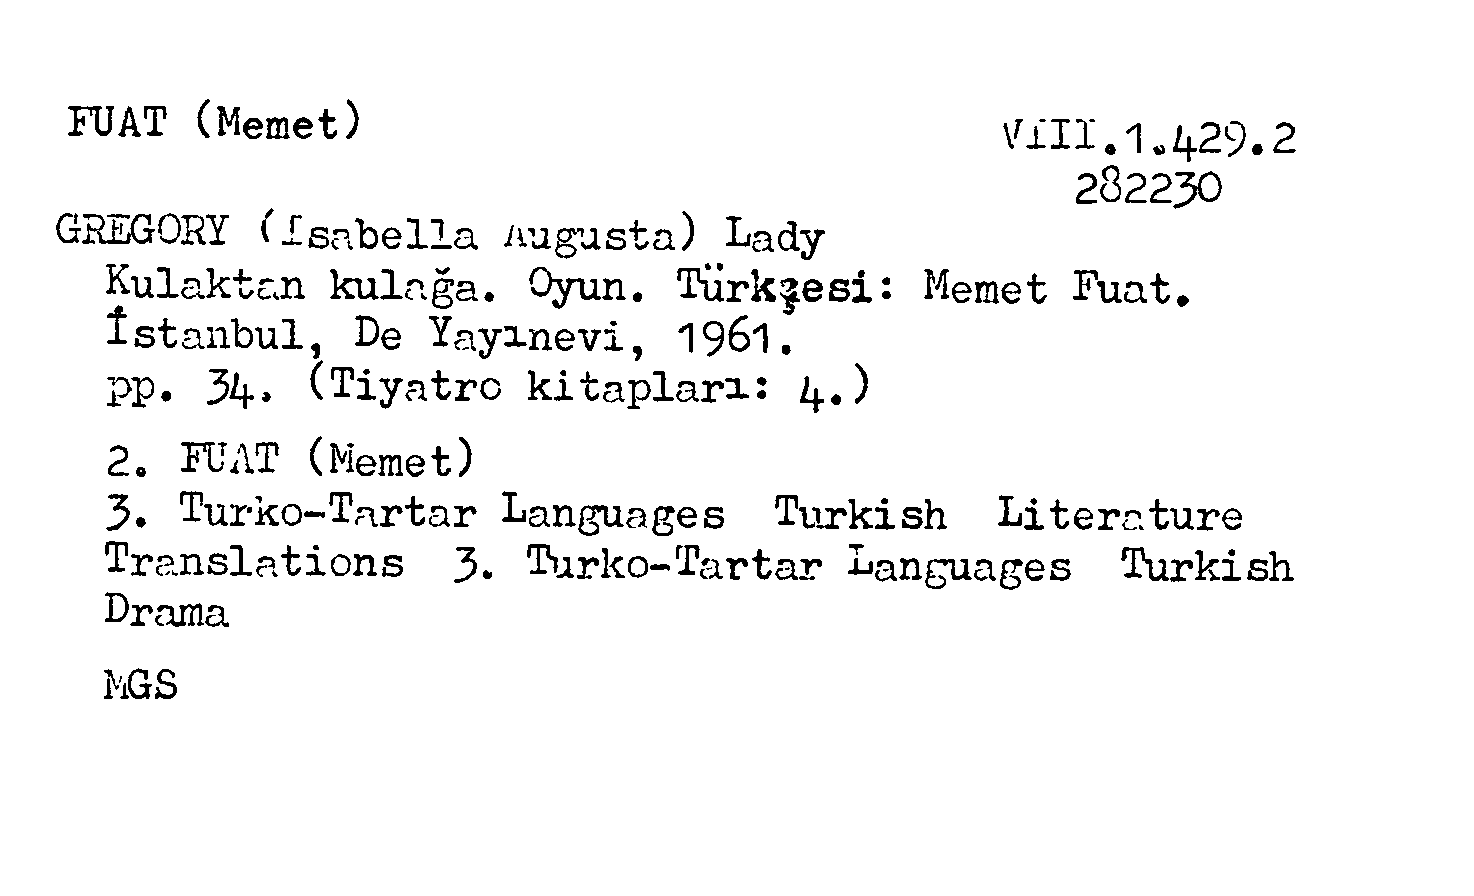 FUAT (Memet)
VIII.1.429.2
282230
GREGORY (Isabella Augusta) Lady
Kulaktan kulağa. Oyun. Türkçesi: Memet Fuat.
İstanbul, De Yayınevi, 1961.
pp. 34. (Tiyatro kitapları: 4.)
2. FUAT (Memet)
3. Turko-Tartar Languages Turkish Literature
Translations 3. Turko-Tartar Languages Turkish
Drama
MGS